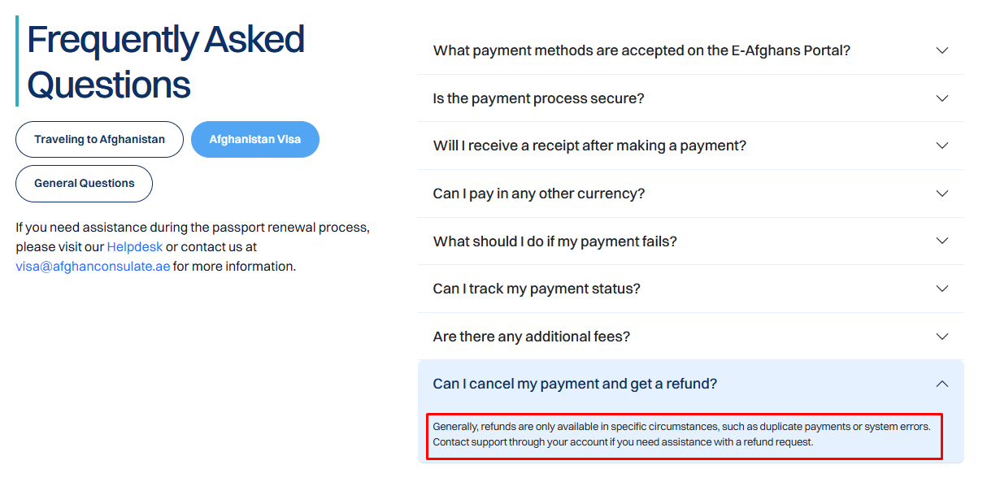 Frequently Asked
Questions
Traveling to Afghanistan
Afghanistan Visa
General Questions
If you need assistance during the passport renewal process,
please visit our Helpdesk or contact us at
visa@afghanconsulate.ae for more information.
What payment methods are accepted on the E-Afghans Portal?
Is the payment process secure?
Will I receive a receipt after making a payment?
Can I pay in any other currency?
What should I do if my payment fails?
Can I track my payment status?
Are there any additional fees?
Can I cancel my payment and get a refund?
Generally, refunds are only available in specific circumstances, such as duplicate payments or system errors.
Contact support through your account if you need assistance with a refund request.